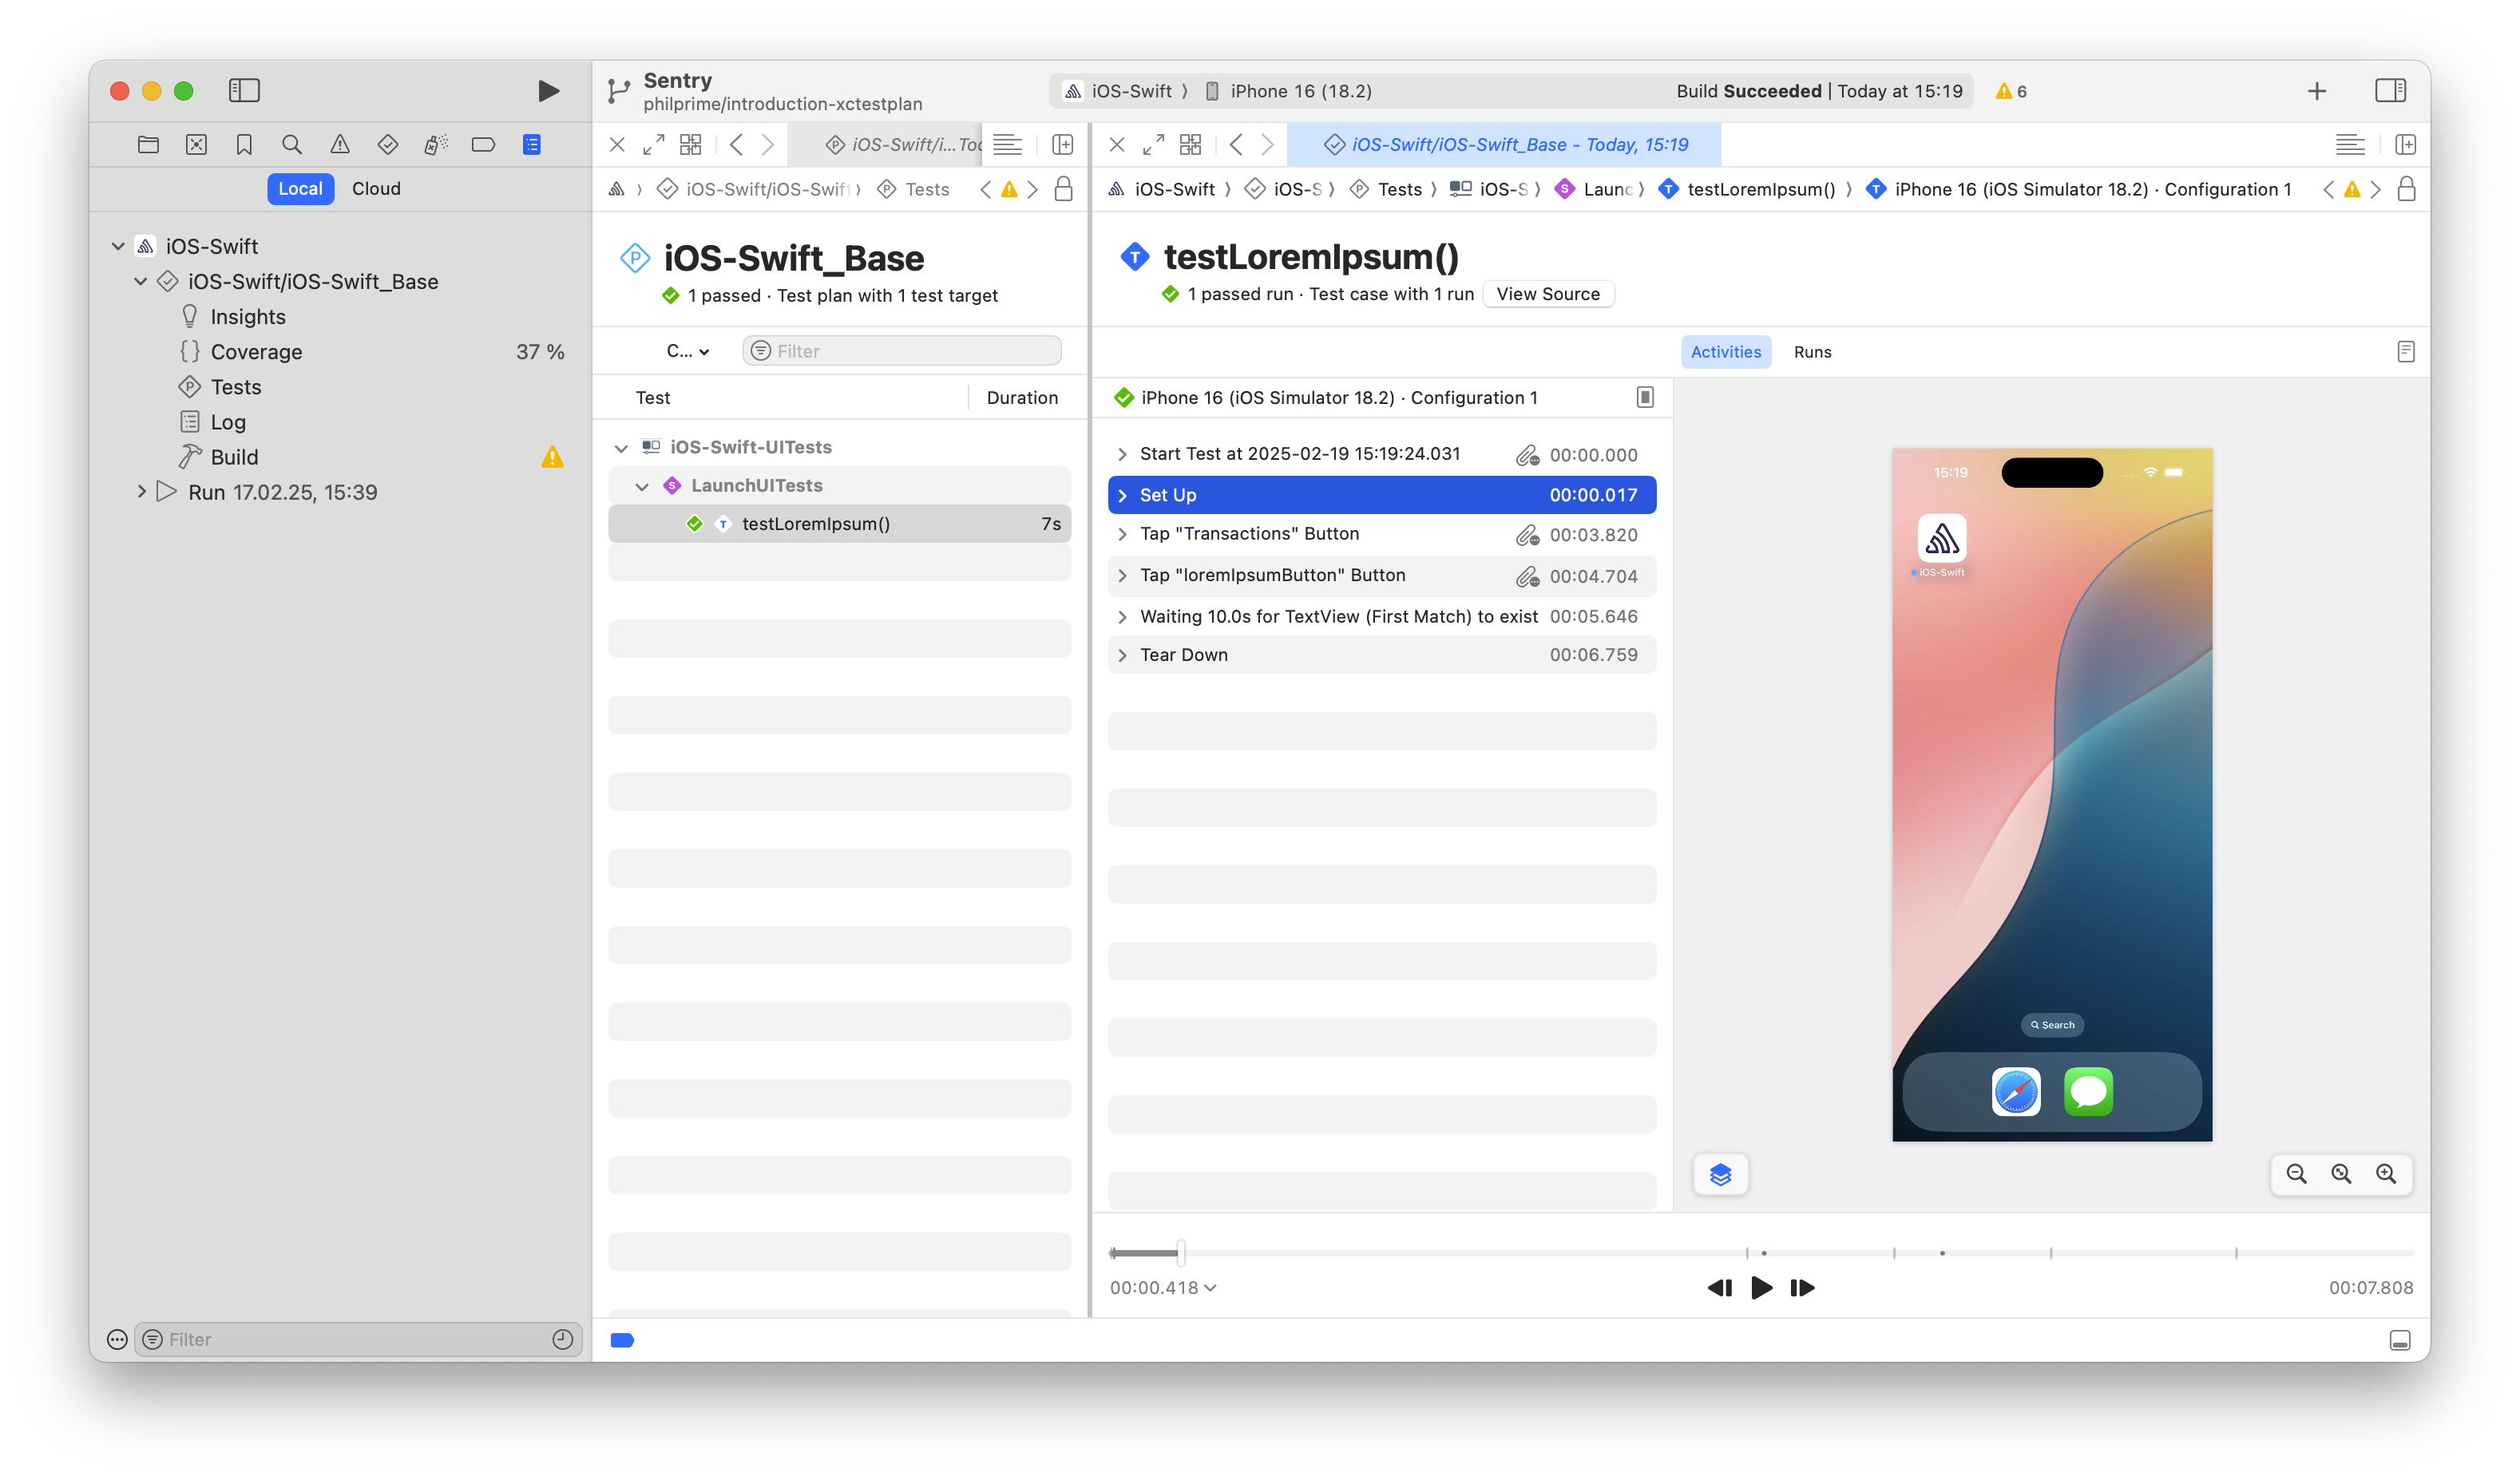 Sentry
philprime/introduction-xctestplan
iOS-Swift
iPhone 16 (18.2)
Build Succeeded | Today at 15:19
6
iOS-Swift/i...Toc
iOS-Swift/iOS-Swift_Base - Today, 15:19
Local
Cloud
iOS-Swift/iOS-Swift
Tests
iOS-Swift
iOS-S
Tests
iOS-S
Launc
testLoremIpsum()
iPhone 16 (iOS Simulator 18.2) · Configuration 1
iOS-Swift
iOS-Swift/iOS-Swift_Base
Insights
Coverage
37 %
Tests
Log
Build
Run 17.02.25, 15:39
Filter
iOS-Swift_Base
1 passed · Test plan with 1 test target
C...
Filter
Test
Duration
iOS-Swift-UITests
LaunchUITests
testLoremIpsum()
7s
testLoremIpsum()
1 passed run · Test case with 1 run
View Source
Activities
Runs
iPhone 16 (iOS Simulator 18.2) · Configuration 1
Start Test at 2025-02-19 15:19:24.031
00:00.000
Set Up
00:00.017
Tap "Transactions" Button
00:03.820
Tap "loremIpsumButton" Button
00:04.704
Waiting 10.0s for TextView (First Match) to exist
00:05.646
Tear Down
00:06.759
15:19
iOS-Swift
Search
00:00.418
00:07.808